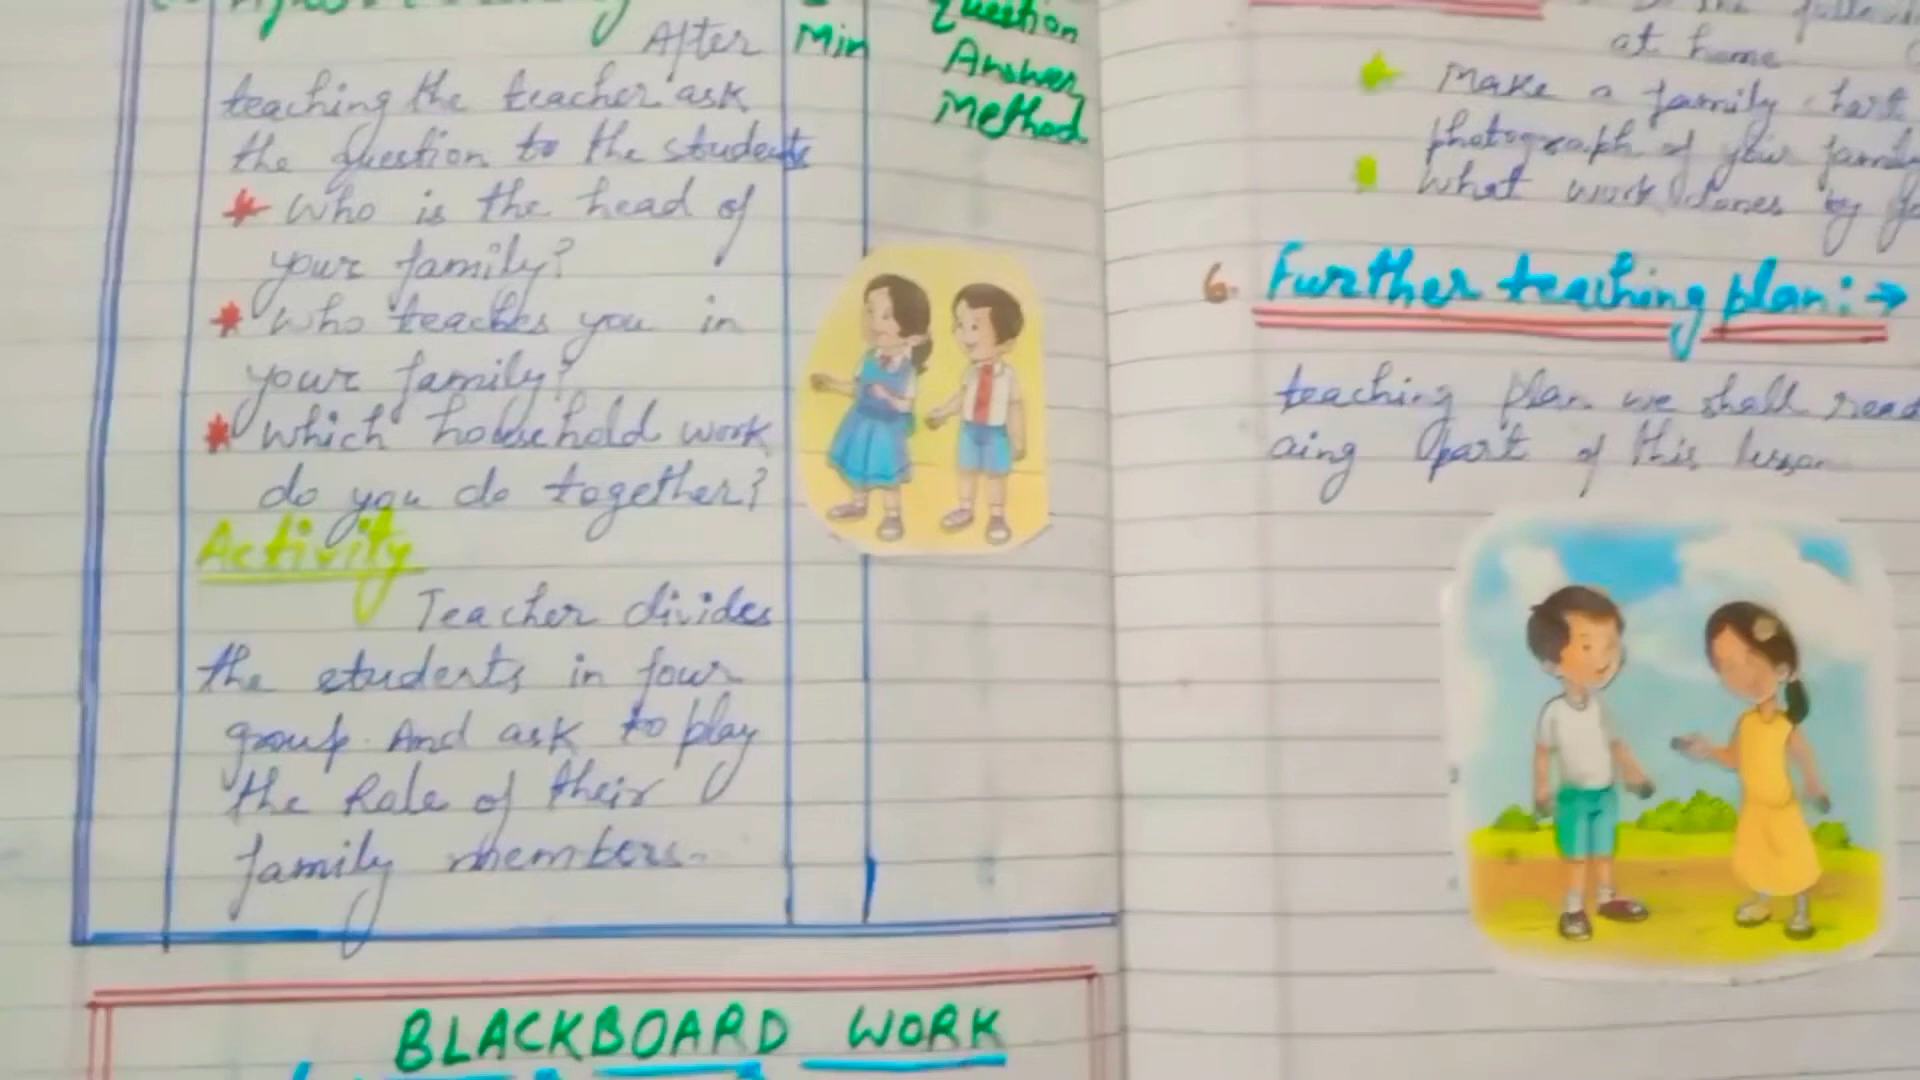 After
teaching the teacher ask
the question to the students
* Who is the head of
your family?
* Who teaches you in
your family?
* Which household work
do you do together?
Activity
Teacher divides
the students in four
group. And ask to play
the Role of their
family members.
Min
Question
Answer
Method
BLACKBOARD WORK
at home
Make a family chart
photograph of your family
What work dones by
6. Further teaching plan:→
teaching plan we shall read
aing part of this lesson